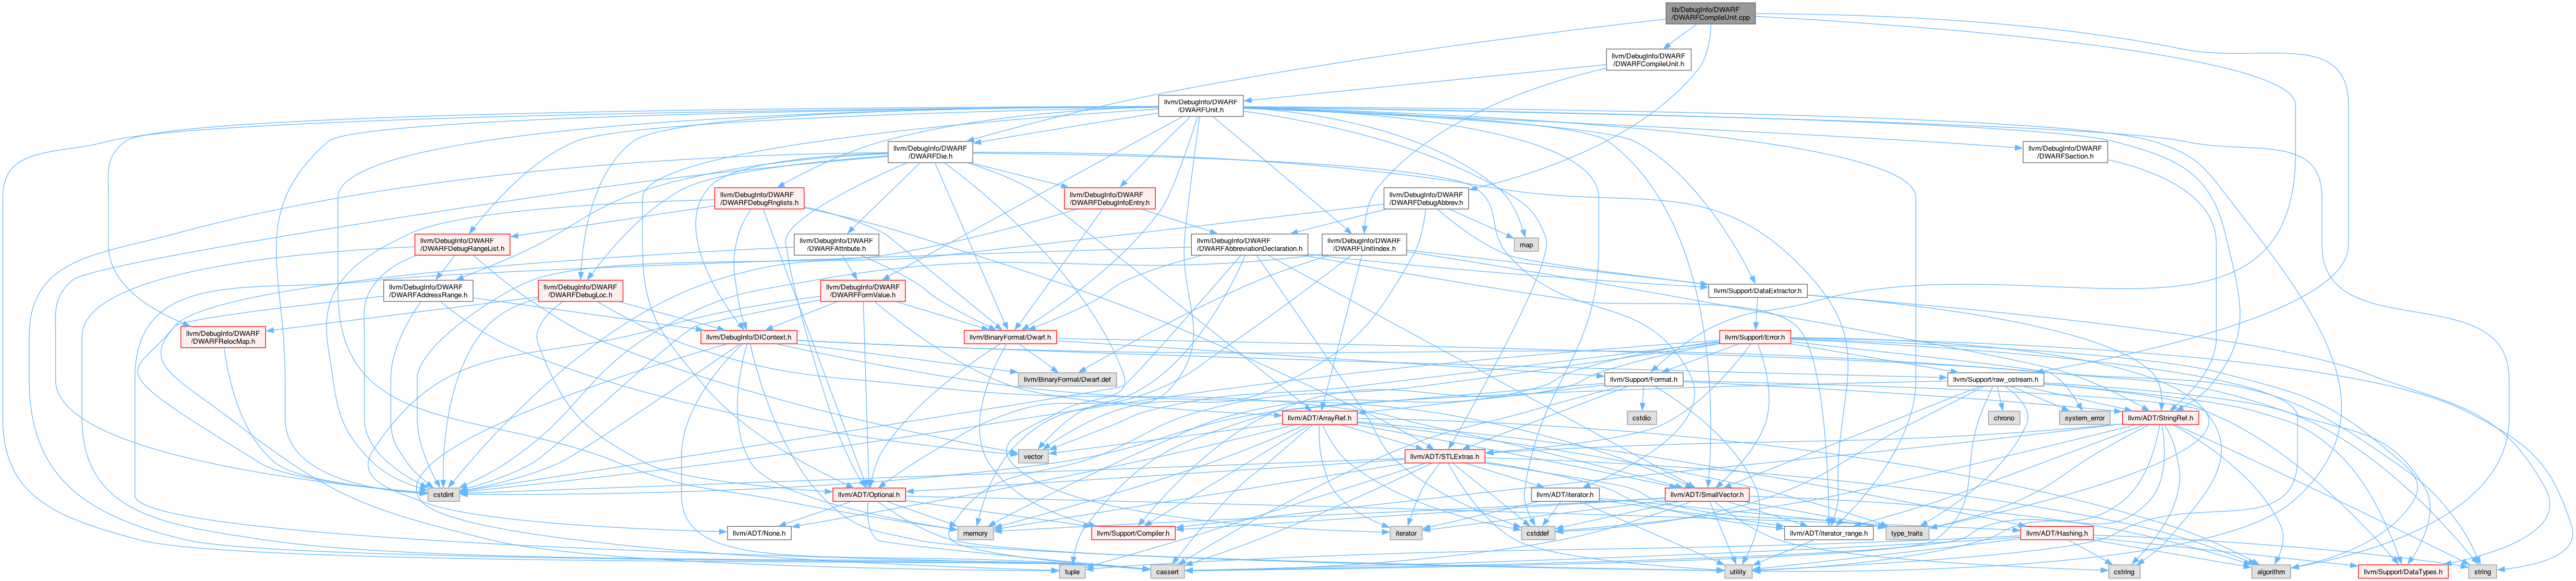 lib/DebugInfo/DWARF
/DWARFCompileUnit.cpp
llvm/DebugInfo/DWARF
/DWARFCompileUnit.h
llvm/DebugInfo/DWARF
/DWARFUnit.h
llvm/DebugInfo/DWARF
/DWARFDie.h
llvm/DebugInfo/DWARF
/DWARFSection.h
llvm/DebugInfo/DWARF
/DWARFDebugRnglists.h
llvm/DebugInfo/DWARF
/DWARFDebugInfoEntry.h
llvm/DebugInfo/DWARF
/DWARFDebugAbbrev.h
llvm/DebugInfo/DWARF
/DWARFDebugRangeList.h
llvm/DebugInfo/DWARF
/DWARFAttribute.h
llvm/DebugInfo/DWARF
/DWARFAbbreviationDeclaration.h
llvm/DebugInfo/DWARF
/DWARFUnitIndex.h
map
llvm/DebugInfo/DWARF
/DWARFAddressRange.h
llvm/DebugInfo/DWARF
/DWARFDebugLoc.h
llvm/DebugInfo/DWARF
/DWARFFormValue.h
llvm/Support/DataExtractor.h
llvm/DebugInfo/DWARF
/DWARFRelocMap.h
llvm/DebugInfo/DIContext.h
llvm/BinaryFormat/Dwarf.h
llvm/Support/Error.h
llvm/BinaryFormat/Dwarf.def
llvm/Support/Format.h
llvm/Support/raw_ostream.h
llvm/ADT/ArrayRef.h
cstdio
chrono
system_error
llvm/ADT/StringRef.h
vector
llvm/ADT/STLExtras.h
cstdint
llvm/ADT/Optional.h
llvm/ADT/iterator.h
llvm/ADT/SmallVector.h
llvm/ADT/None.h
memory
llvm/Support/Compiler.h
iterator
cstddef
llvm/ADT/iterator_range.h
type_traits
llvm/ADT/Hashing.h
tuple
cassert
utility
cstring
algorithm
llvm/Support/DataTypes.h
string